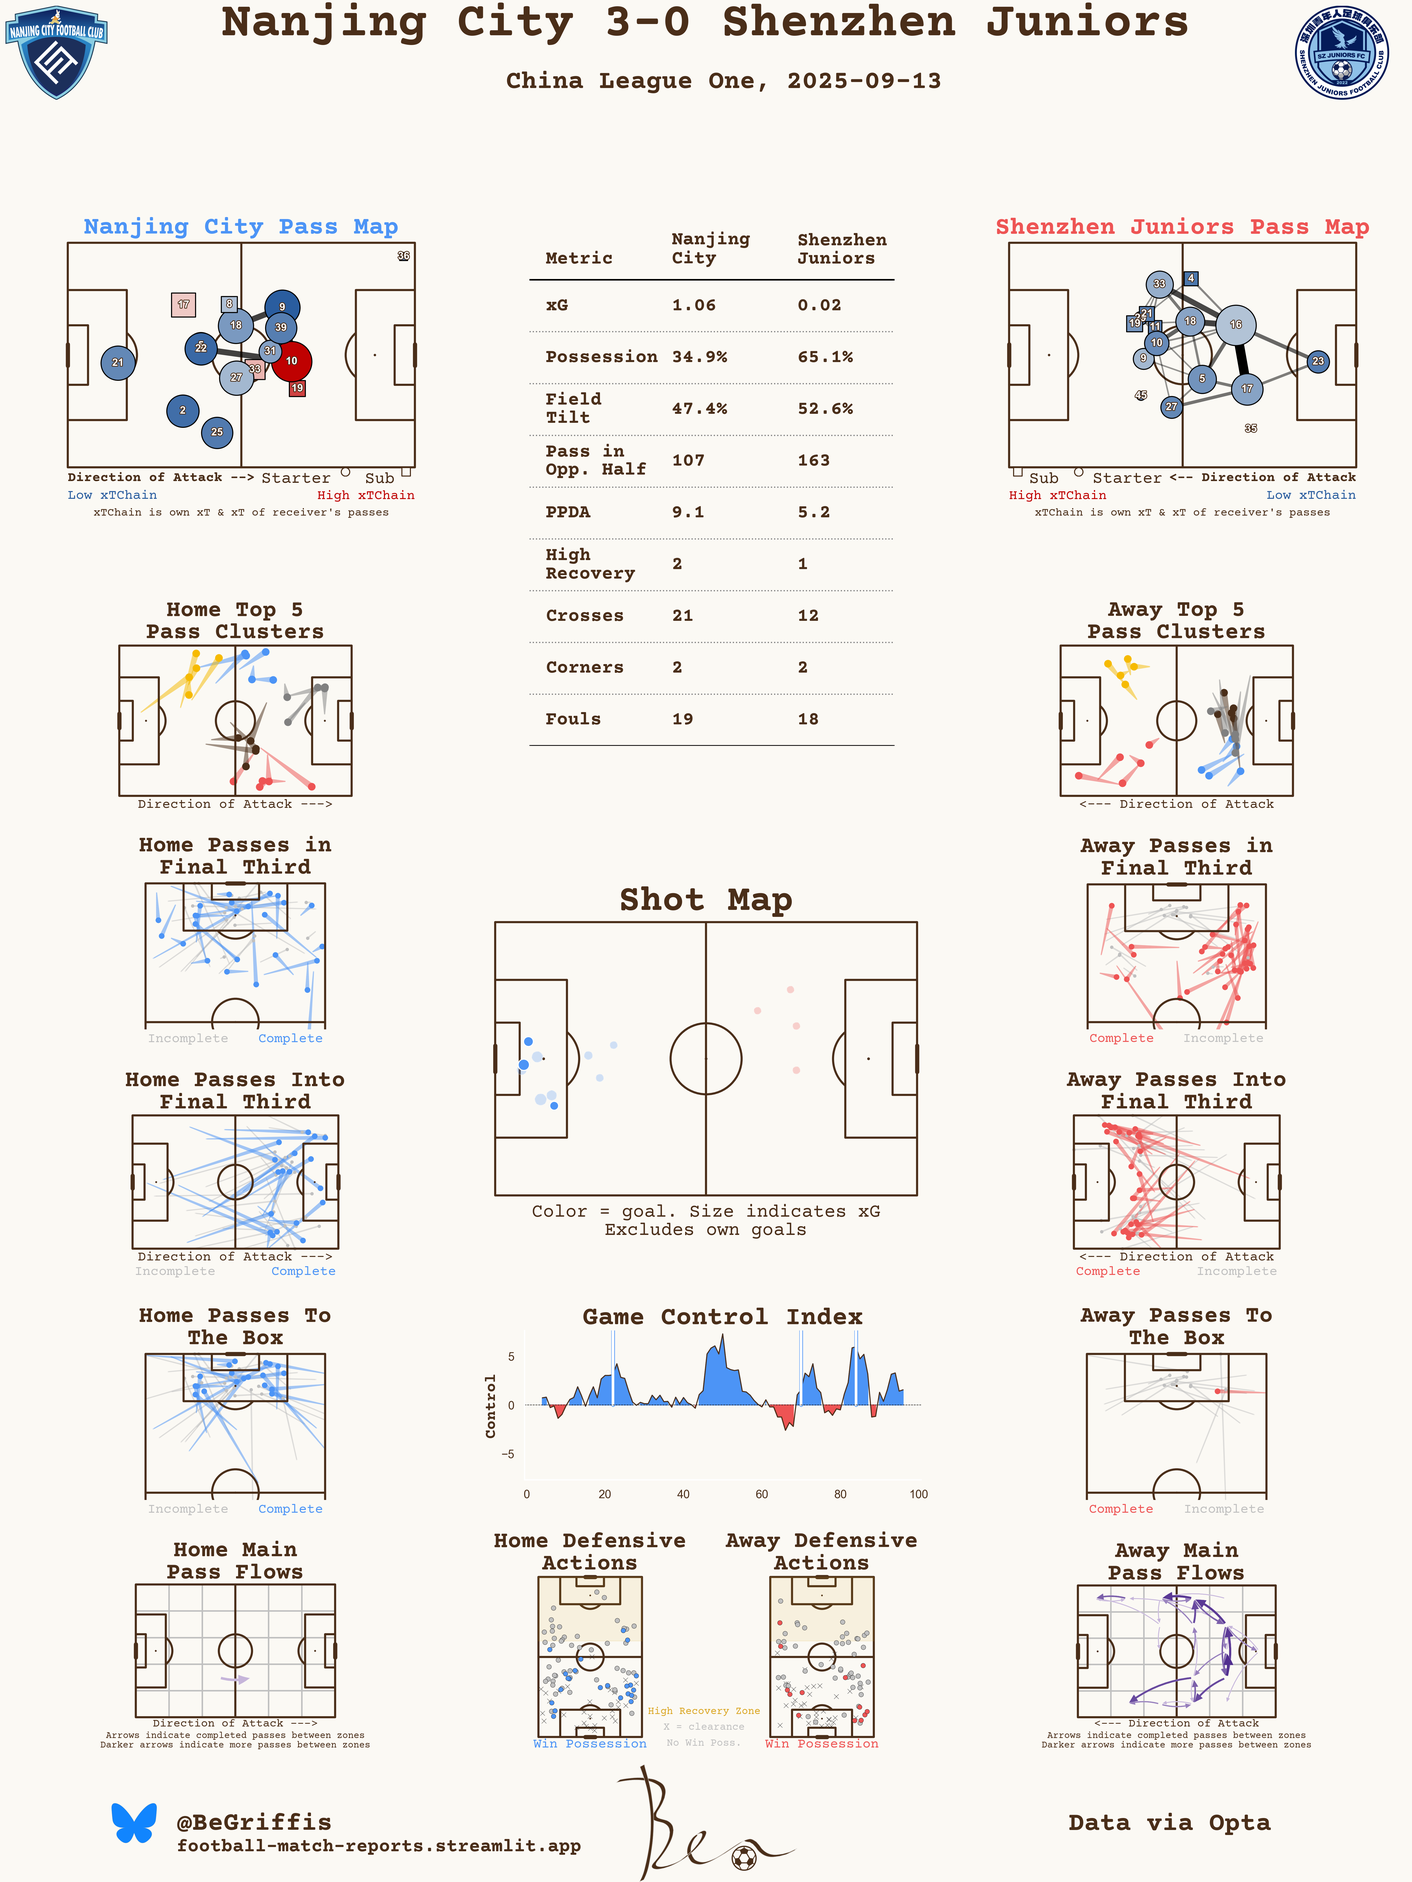 Nanjing City 3-0 Shenzhen Juniors
China League One, 2025-09-13
NANJING CITY FOOTBALL CLUB
深圳青年人足球俱乐部
SZ JUNIORS FC
SHENZHEN JUNIORS FOOTBALL CLUB
Nanjing City Pass Map
36
17
8
9
18
39
22
31
21
10
33
27
19
2
25
Direction of Attack --> Starter Sub
Low xTChain High xTChain
xTChain is own xT & xT of receiver's passes
Metric Nanjing City Shenzhen Juniors
xG 1.06 0.02
Possession 34.9% 65.1%
Field Tilt 47.4% 52.6%
Pass in Opp. Half 107 163
PPDA 9.1 5.2
High Recovery 2 1
Crosses 21 12
Corners 2 2
Fouls 19 18
Shenzhen Juniors Pass Map
33
4
21
19
11
18
16
10
9
23
5
17
45
27
35
Sub Starter <-- Direction of Attack
High xTChain Low xTChain
xTChain is own xT & xT of receiver's passes
Home Top 5
Pass Clusters
Direction of Attack --->
Away Top 5
Pass Clusters
<--- Direction of Attack
Home Passes in
Final Third
Incomplete Complete
Away Passes in
Final Third
Complete Incomplete
Shot Map
Color = goal. Size indicates xG
Excludes own goals
Home Passes Into
Final Third
Direction of Attack --->
Incomplete Complete
Away Passes Into
Final Third
<--- Direction of Attack
Complete Incomplete
Home Passes To
The Box
Incomplete Complete
Game Control Index
Control
5
0
-5
0 20 40 60 80 100
Away Passes To
The Box
Complete Incomplete
Home Main
Pass Flows
Direction of Attack --->
Arrows indicate completed passes between zones
Darker arrows indicate more passes between zones
Home Defensive
Actions
Win Possession
Away Defensive
Actions
Win Possession
High Recovery Zone
X = clearance
No Win Poss.
Away Main
Pass Flows
<--- Direction of Attack
Arrows indicate completed passes between zones
Darker arrows indicate more passes between zones
@BeGriffis
football-match-reports.streamlit.app
Ben
Data via Opta